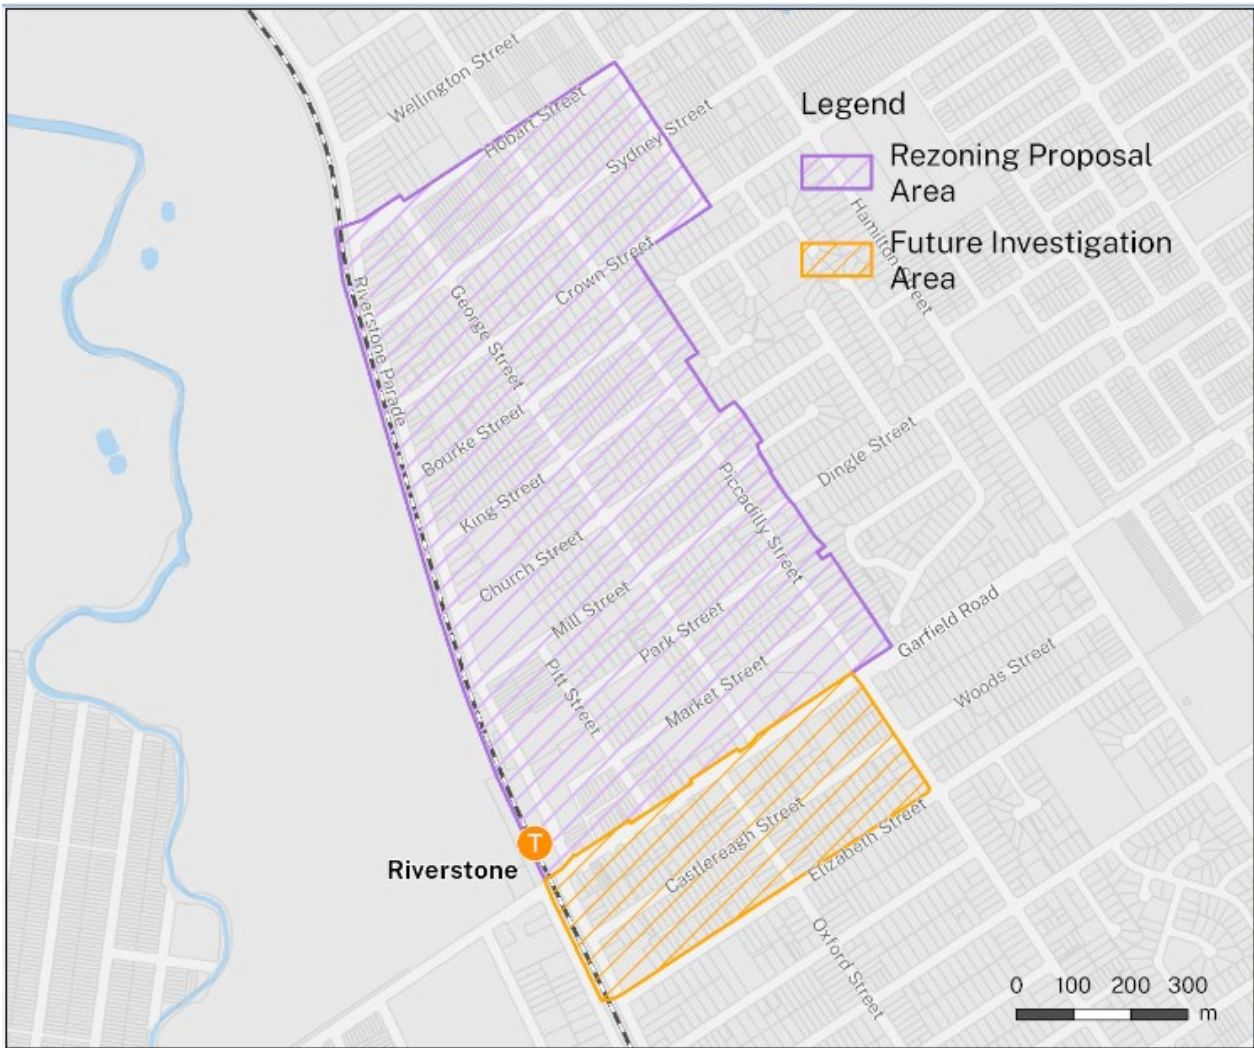 Wellington Street
Hobart Street
Sydney Street
Legend
Rezoning Proposal
Area
Hamilton Street
Future Investigation
Area
Crown Street
Riverstone Parade
George Street
Bourke Street
Dingle Street
King Street
Piccadilly Street
Church Street
Mill Street
Park Street
Garfield Road
Pitt Street
Market Street
Woods Street
T
Riverstone
Castlereagh Street
Elizabeth Street
Oxford Street
0 100 200 300
m